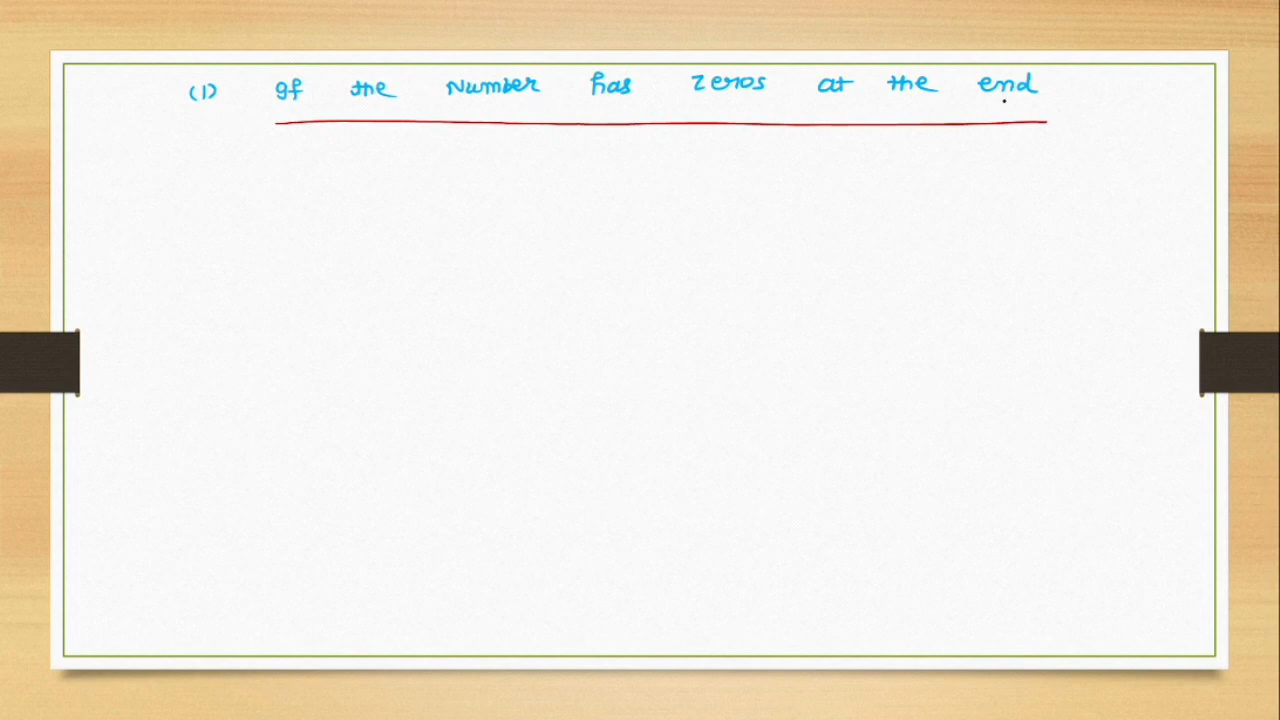 (1) If the Number has zeros at the end